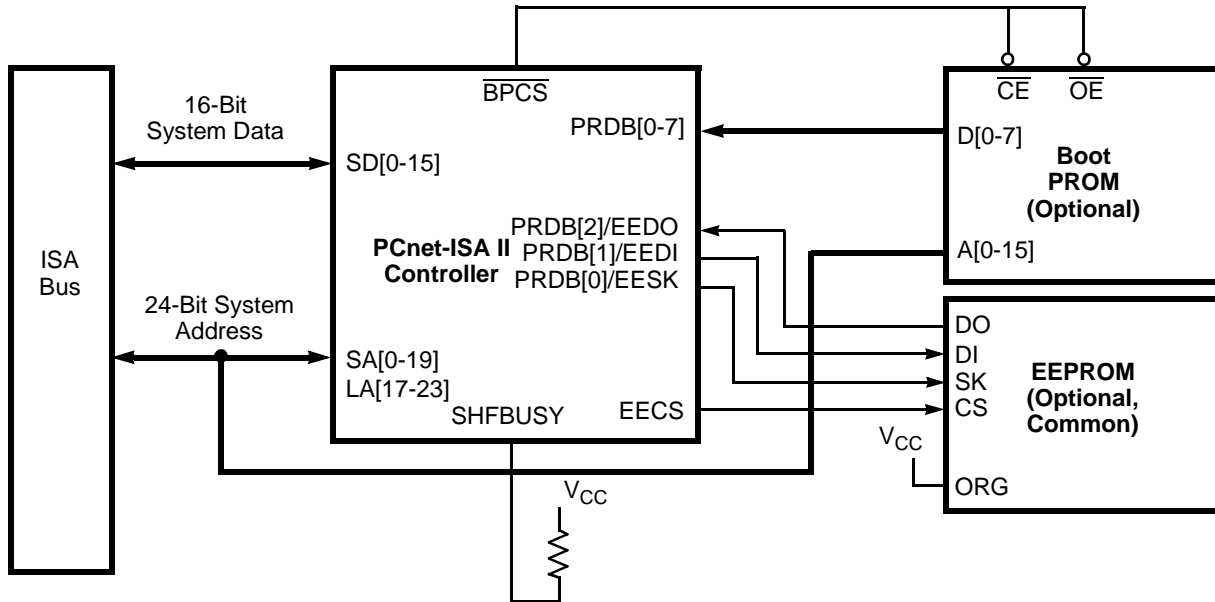 ISA
Bus
16-Bit
System Data
24-Bit System
Address
BPCS
PRDB[0-7]
SD[0-15]
PRDB[2]/EEDO
PRDB[1]/EEDI
PRDB[0]/EESK
PCnet-ISA II
Controller
SA[0-19]
LA[17-23]
SHFBUSY
EECS
VCC
CE
OE
D[0-7]
Boot
PROM
(Optional)
A[0-15]
DO
DI
SK
CS
EEPROM
(Optional,
Common)
VCC
ORG